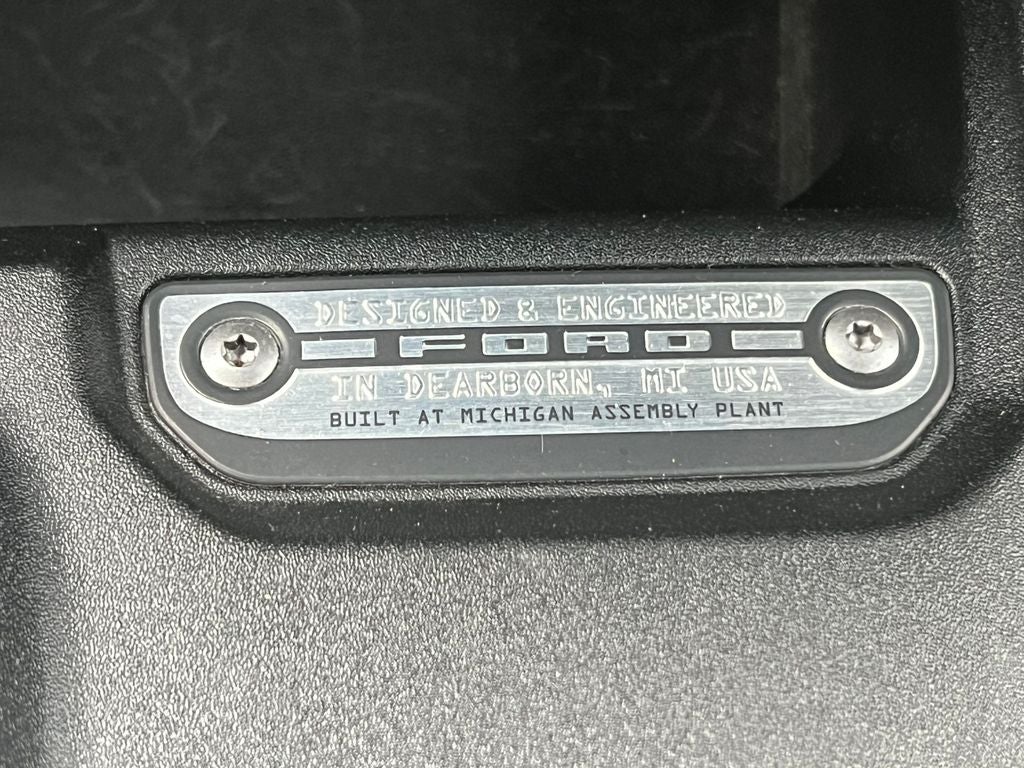 DESIGNED & ENGINEERED
FORD
IN DEARBORN, MI USA
BUILT AT MICHIGAN ASSEMBLY PLANT